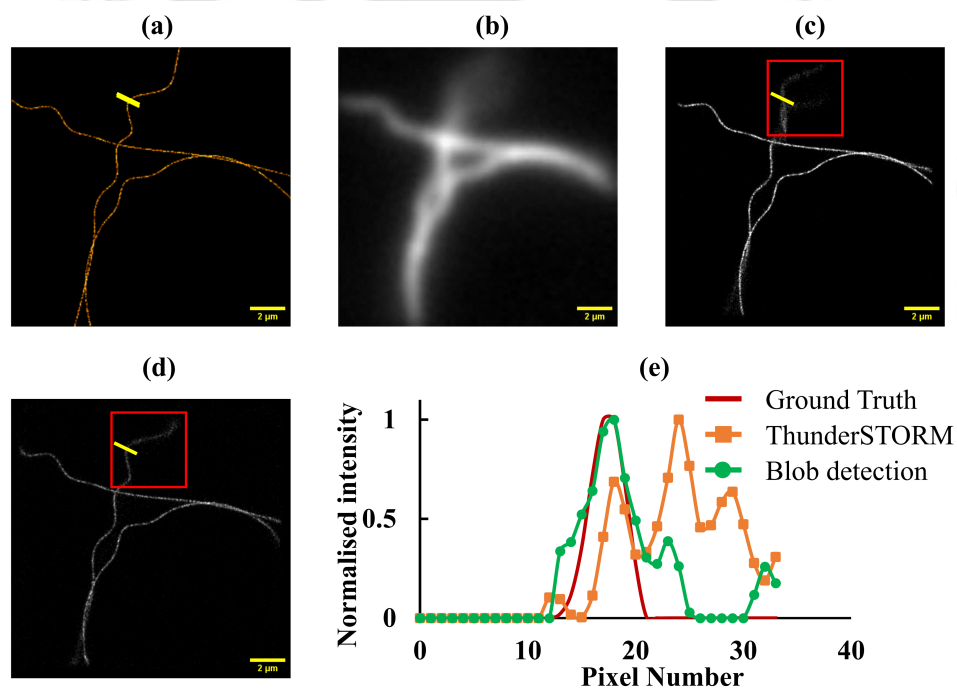 (a)
(b)
(c)
2 μm
2 μm
2 μm
(d)
(e)
2 μm
Normalised intensity
1
0.5
0
0
10
20
30
40
Pixel Number
Ground Truth
ThunderSTORM
Blob detection